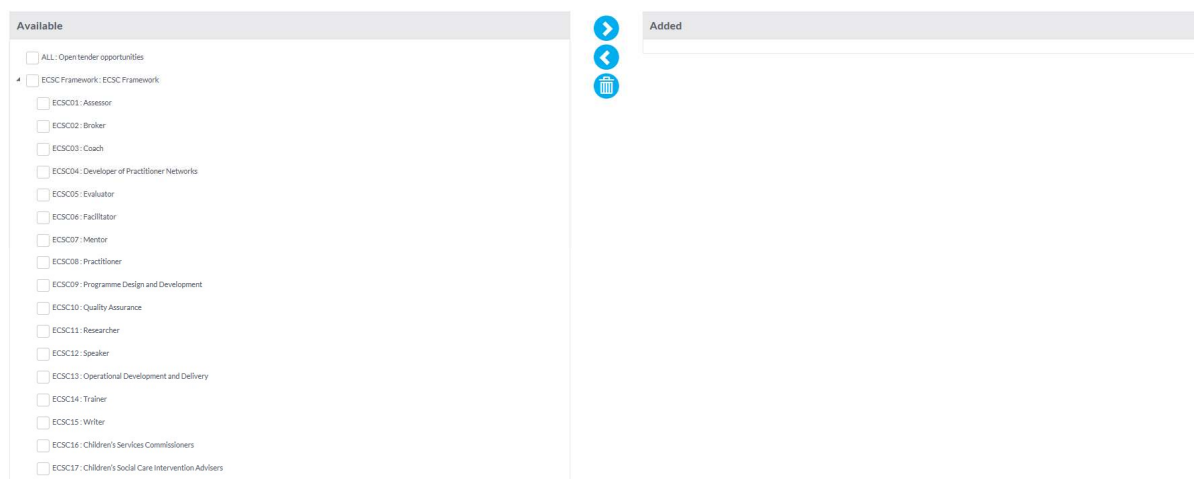 Available
ALL : Open tender opportunities
ECSC Framework : ECSC Framework
ECSC01 : Assessor
ECSC02 : Broker
ECSC03 : Coach
ECSC04 : Developer of Practitioner Networks
ECSC05 : Evaluator
ECSC06 : Facilitator
ECSC07 : Mentor
ECSC08 : Practitioner
ECSC09 : Programme Design and Development
ECSC10 : Quality Assurance
ECSC11 : Researcher
ECSC12 : Speaker
ECSC13 : Operational Development and Delivery
ECSC14 : Trainer
ECSC15 : Writer
ECSC16 : Children's Services Commissioners
ECSC17 : Children's Social Care Intervention Advisers
Added